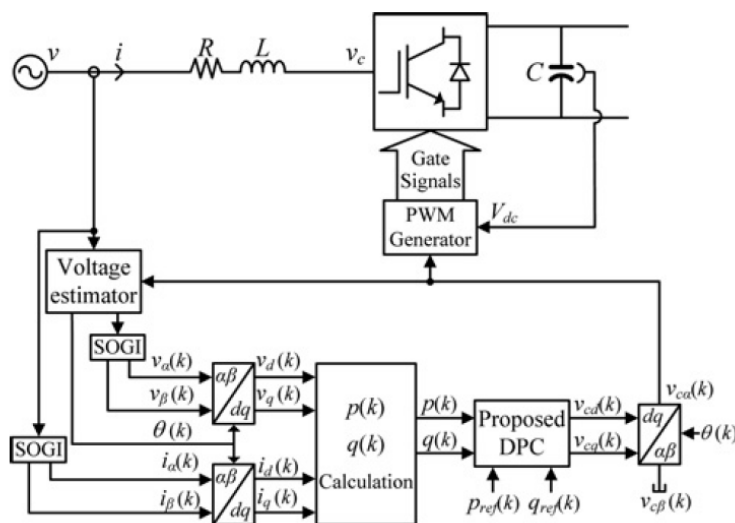 v i R L v_c C
Gate
Signals
PWM
Generator
V_dc
Voltage
estimator
SOGI
v_α(k)
v_β(k)
αβ
dq
v_d(k)
v_q(k)
θ(k)
p(k)
q(k)
Calculation
p(k)
q(k)
Proposed
DPC
p_ref(k) q_ref(k)
v_cd(k)
v_cq(k)
dq
αβ
v_cα(k)
θ(k)
v_cβ(k)
SOGI
i_α(k)
i_β(k)
αβ
dq
i_d(k)
i_q(k)